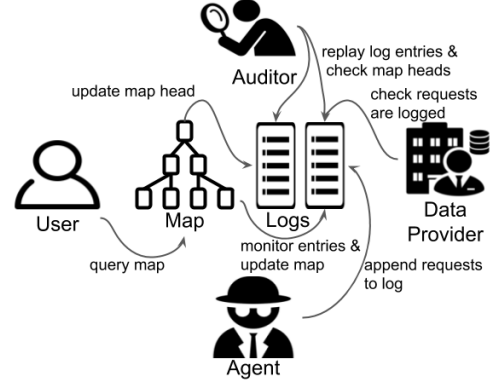 Auditor
replay log entries &
check map heads
update map head
check requests
are logged
User
Map
Logs
Data
Provider
query map
monitor entries &
update map
append requests
to log
Agent